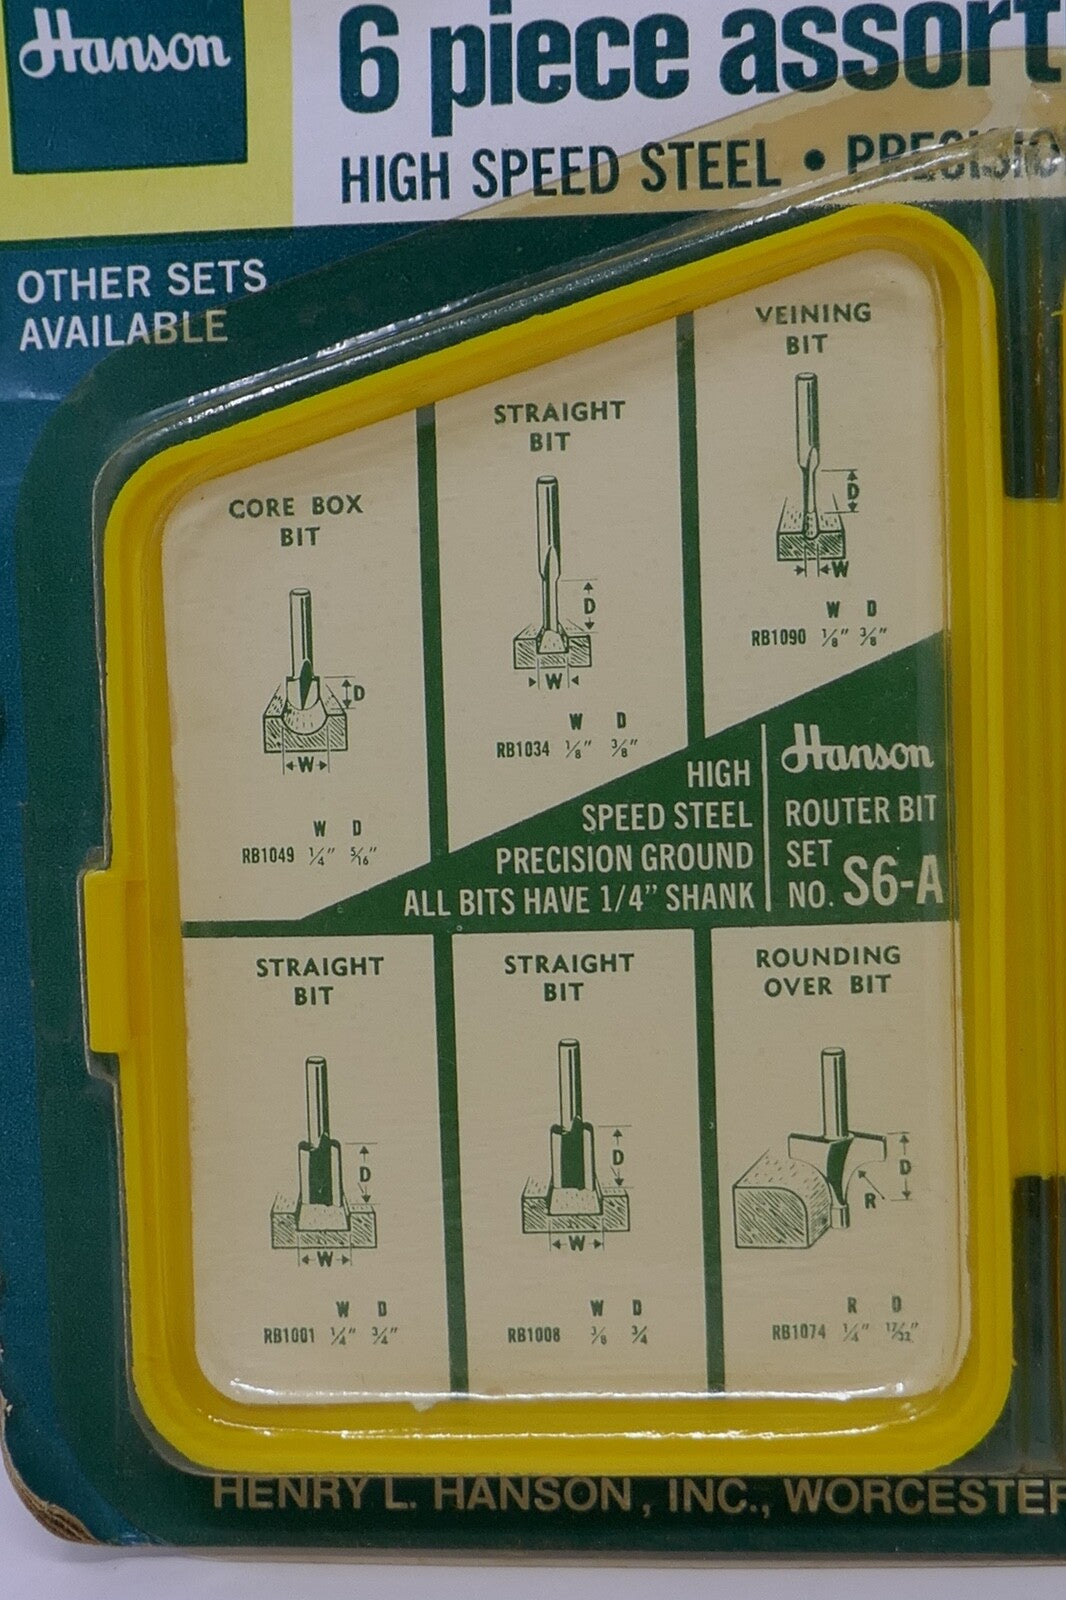 Hanson
6 piece assort
HIGH SPEED STEEL • PRECISIO
OTHER SETS
AVAILABLE
VEINING
BIT
D
W
W D
RB1090 1/8" 3/8"
STRAIGHT
BIT
D
W
W D
RB1034 1/8" 3/8"
CORE BOX
BIT
D
W
W D
RB1049 1/4" 5/16"
HIGH
SPEED STEEL
PRECISION GROUND
ALL BITS HAVE 1/4" SHANK
Hanson
ROUTER BIT
SET
NO. S6-A
STRAIGHT
BIT
D
W
W D
RB1001 1/4" 3/4"
STRAIGHT
BIT
D
W
W D
RB1008 3/8 3/4
ROUNDING
OVER BIT
D
R
R D
RB1074 1/4" 17/32"
HENRY L. HANSON, INC., WORCESTER